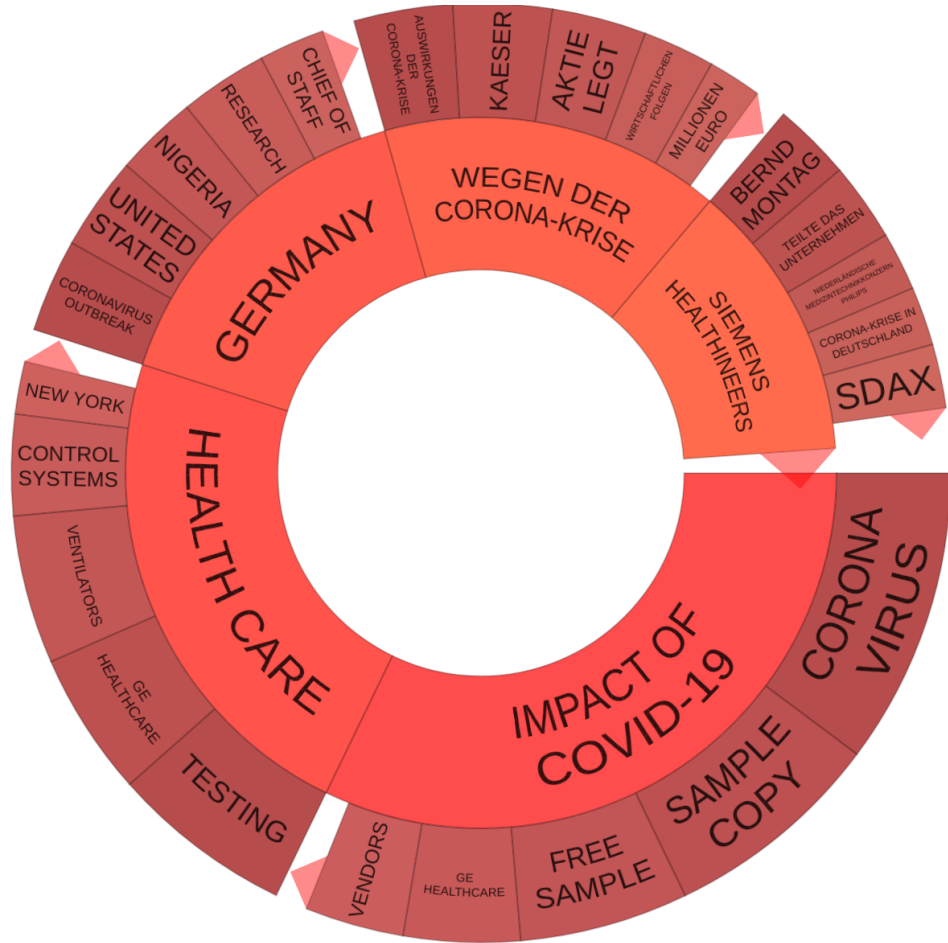 IMPACT OF
COVID-19
CORONA
VIRUS
SAMPLE
COPY
FREE
SAMPLE
GE
HEALTHCARE
VENDORS
HEALTH CARE
TESTING
GE
HEALTHCARE
VENTILATORS
CONTROL
SYSTEMS
NEW YORK
GERMANY
CORONAVIRUS
OUTBREAK
UNITED
STATES
NIGERIA
RESEARCH
CHIEF OF
STAFF
WEGEN DER
CORONA-KRISE
AUSWIRKUNGEN
DER
CORONA-KRISE
KAESER
AKTIE
LEGT
WIRTSCHAFTLICHEN
FOLGEN
MILLIONEN
EURO
SIEMENS
HEALTHINEERS
BERND
MONTAG
TEILTE DAS
UNTERNEHMEN
NIEDERLÄNDISCHE
MEDIZINTECHNIKKONZERN
PHILIPS
CORONA-KRISE IN
DEUTSCHLAND
SDAX